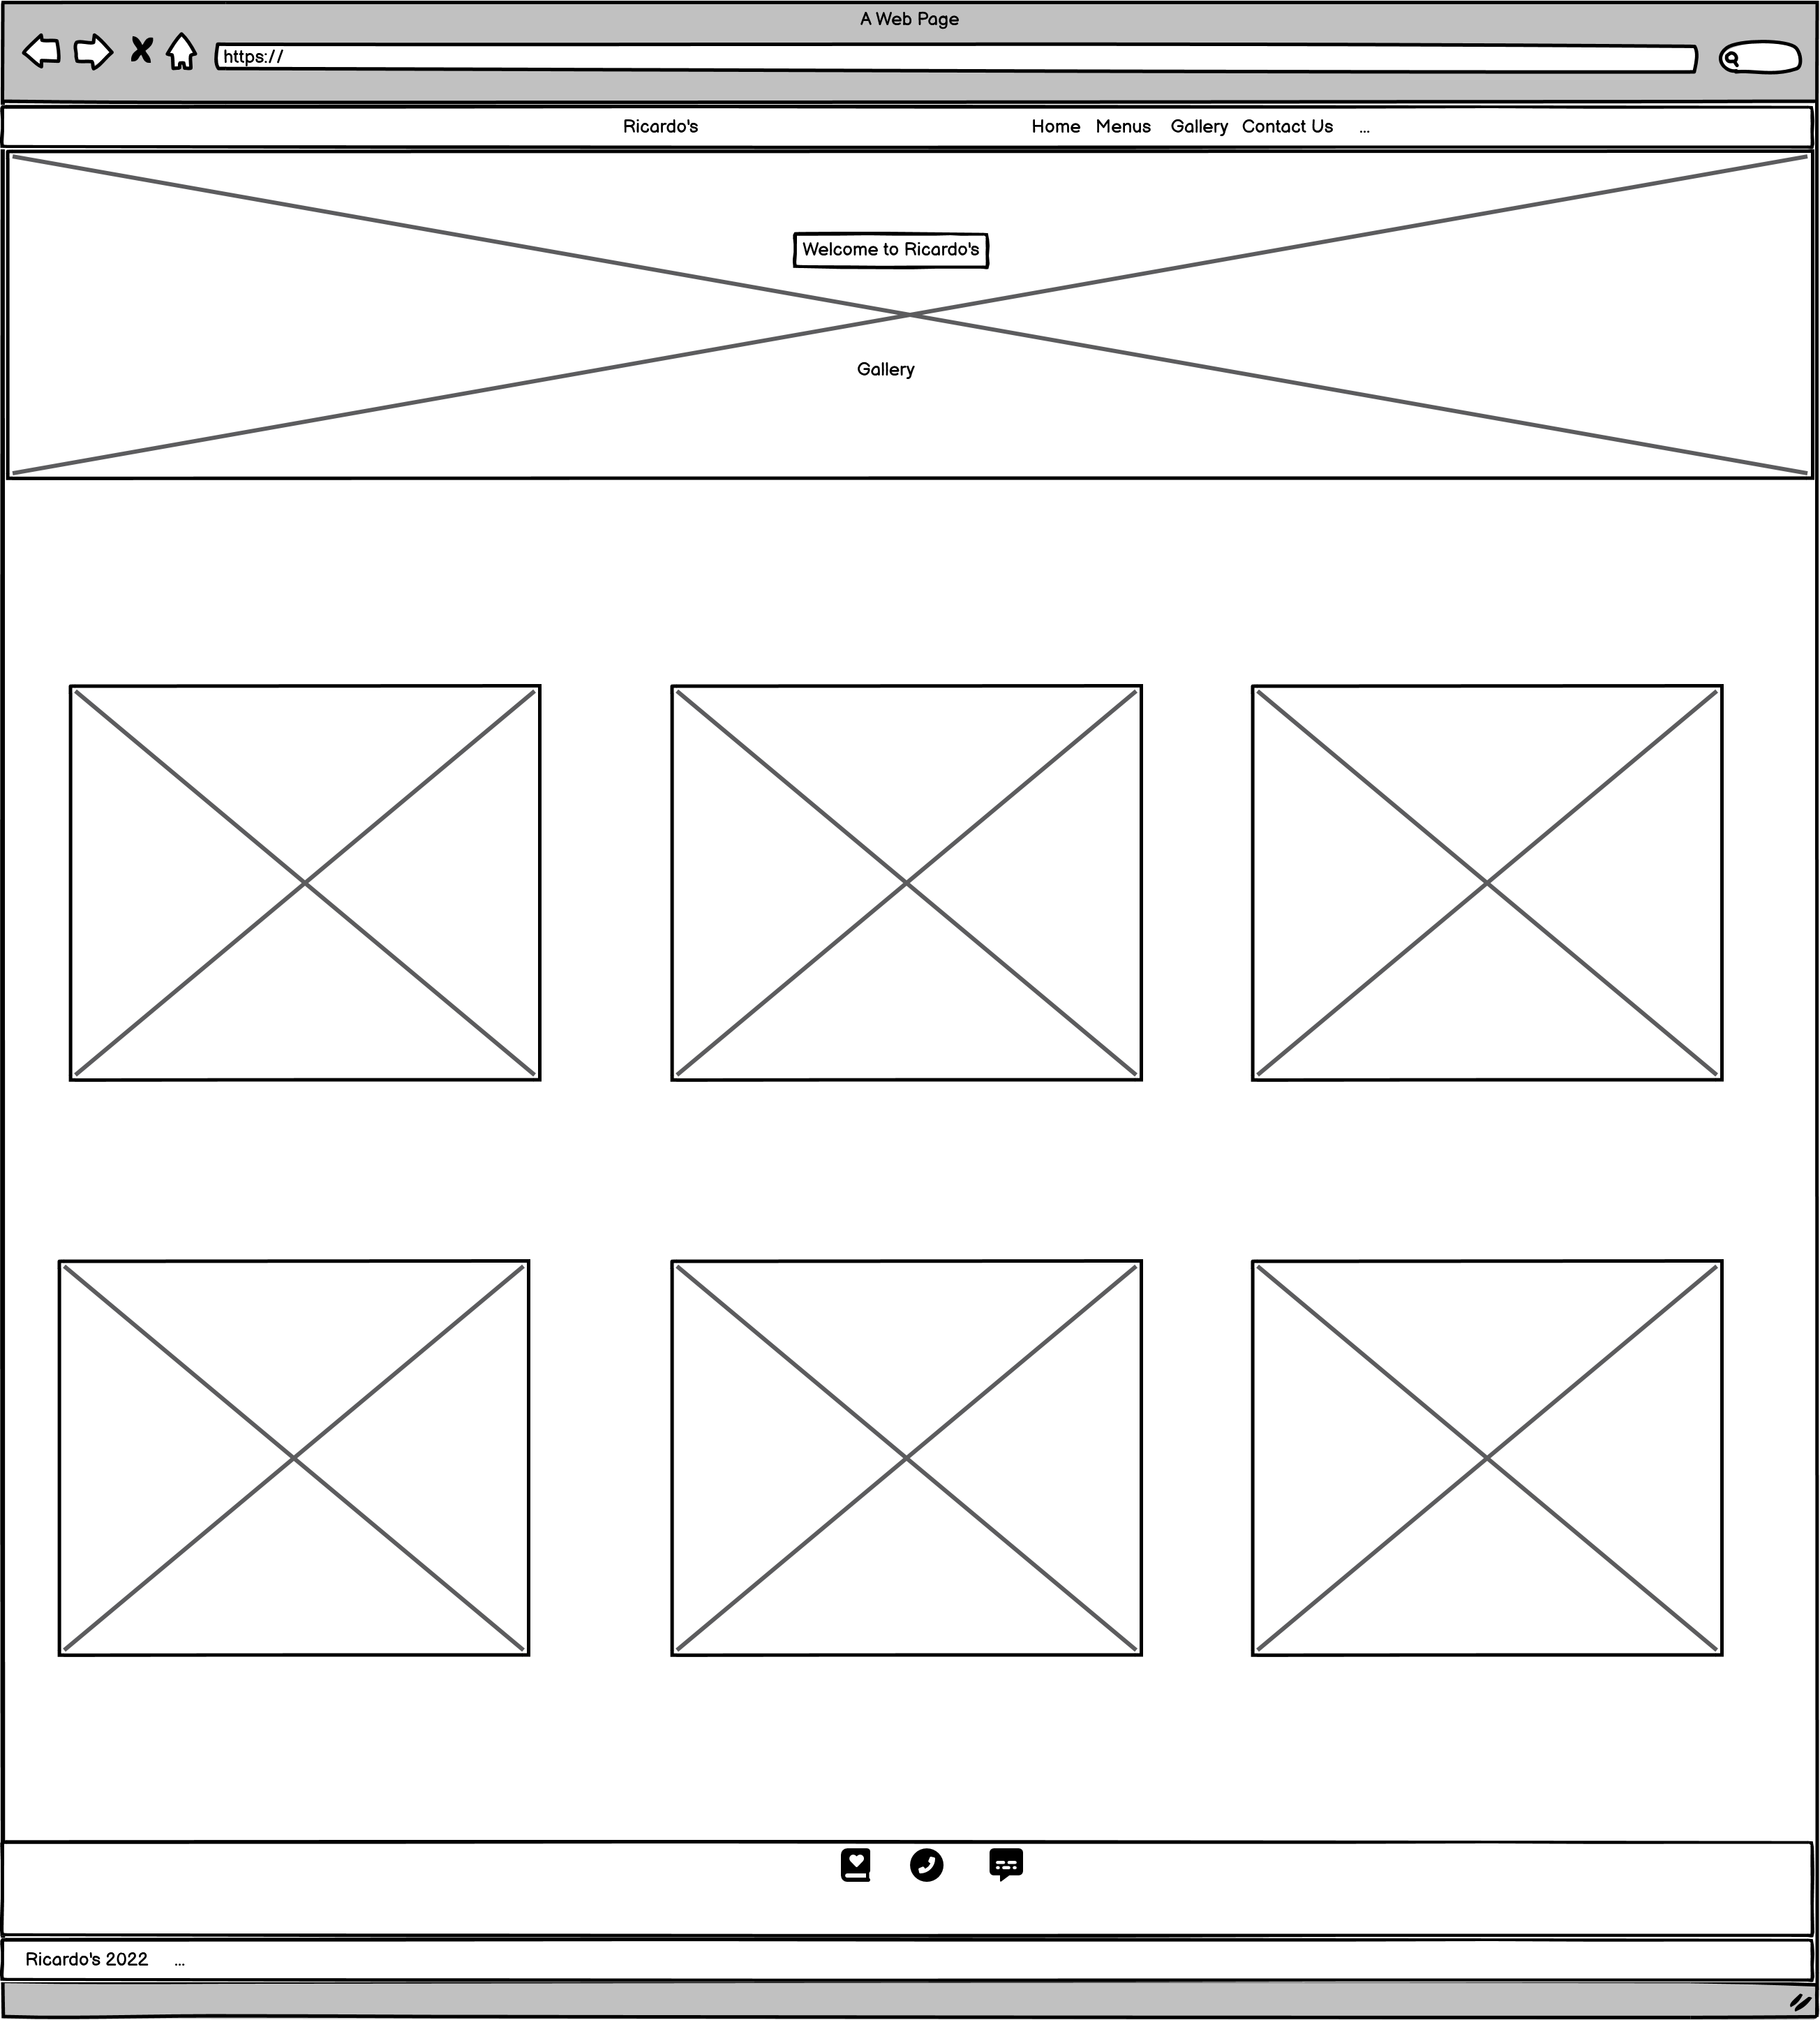 A Web Page
https://
Ricardo's Home Menus Gallery Contact Us ...
Welcome to Ricardo's
Gallery
Ricardo's 2022 ...